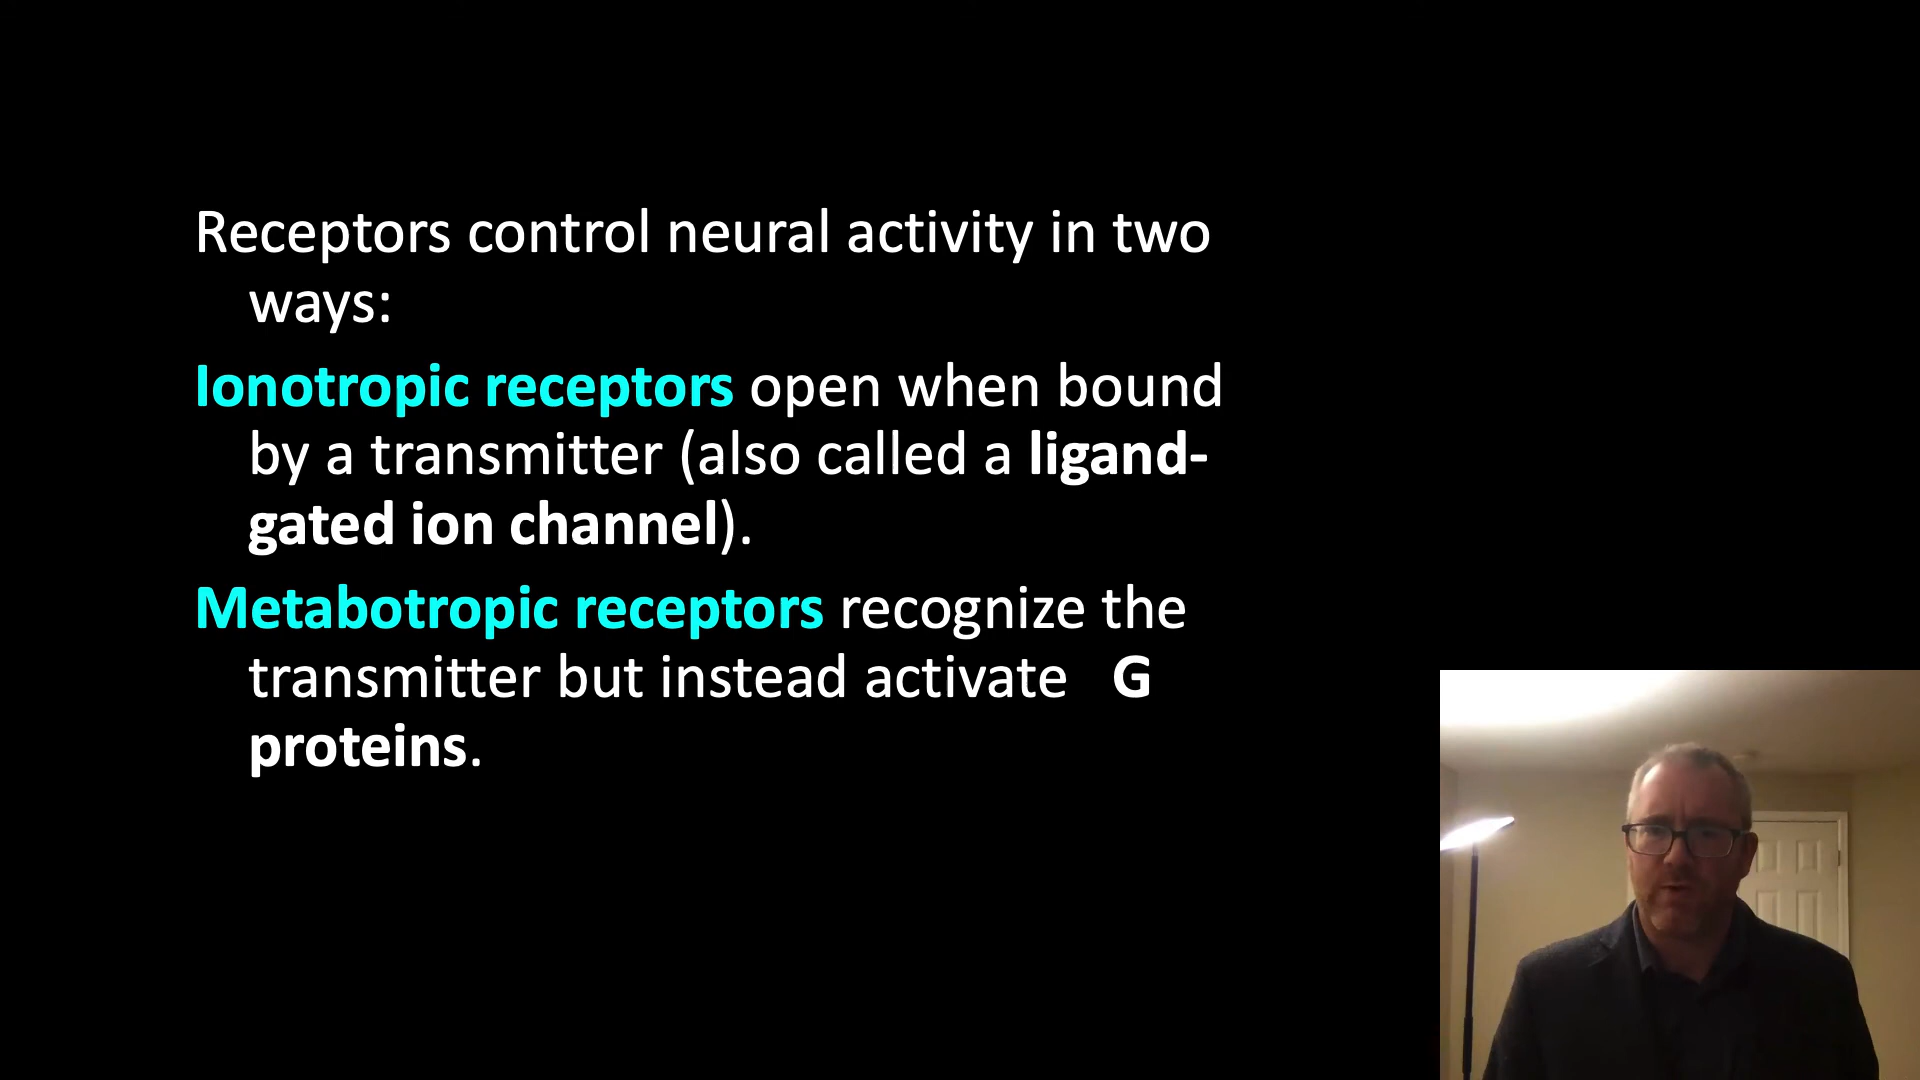 Receptors control neural activity in two
ways:
Ionotropic receptors open when bound
by a transmitter (also called a ligand-
gated ion channel).
Metabotropic receptors recognize the
transmitter but instead activate G
proteins.